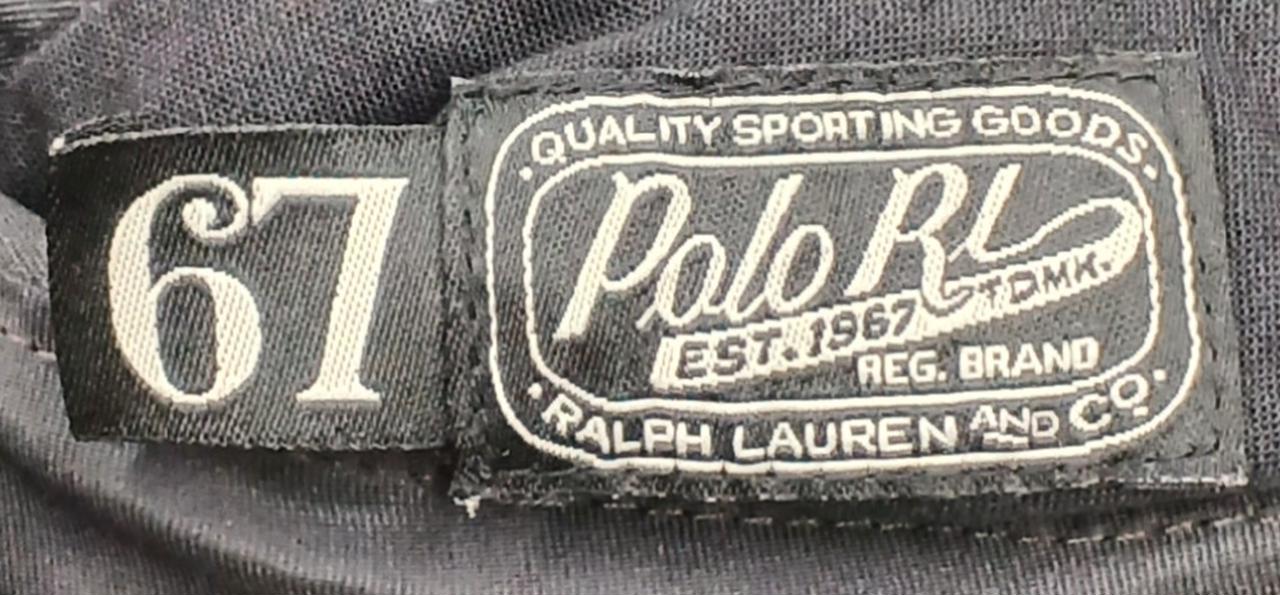 67
QUALITY SPORTING GOODS
Polo RL
EST. 1967 TDMK.
REG. BRAND
RALPH LAUREN AND CO